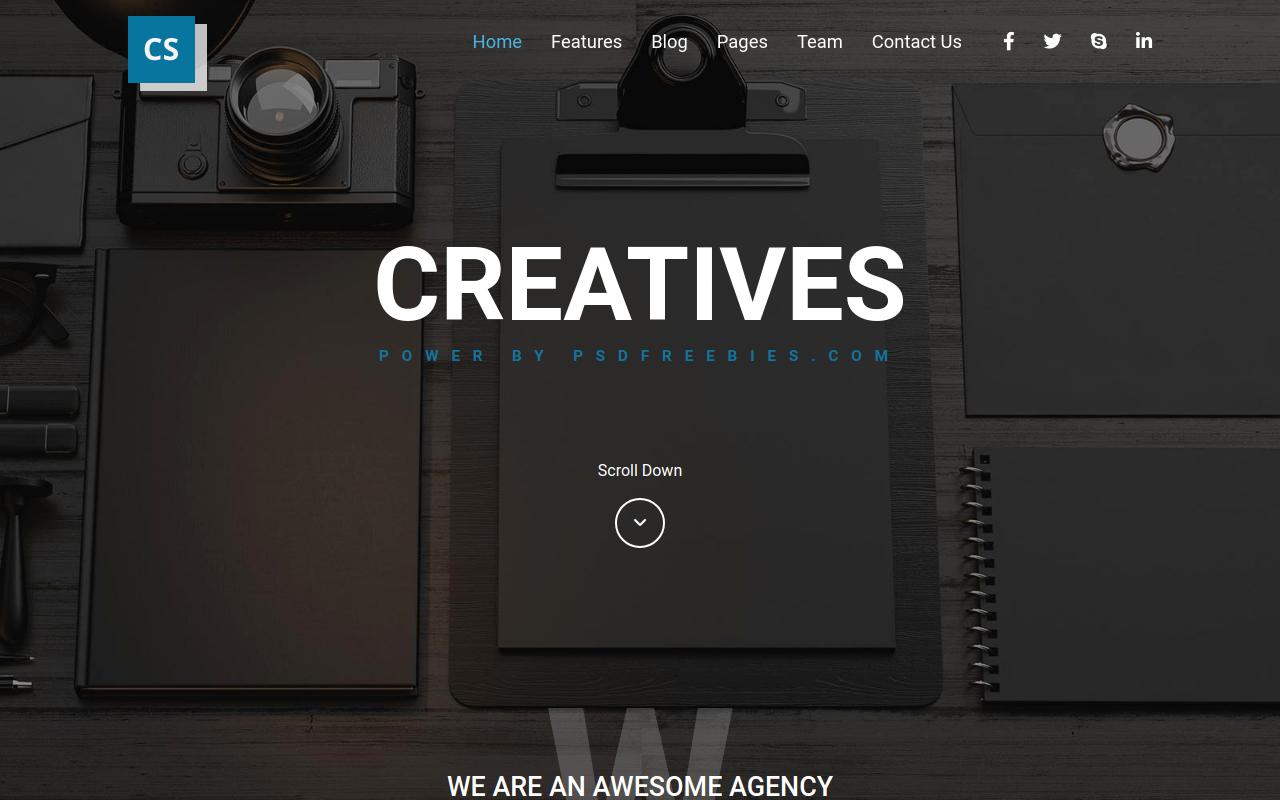 CS
Home Features Blog Pages Team Contact Us
CREATIVES
POWER BY PSDFREEBIES.COM
Scroll Down
W
WE ARE AN AWESOME AGENCY